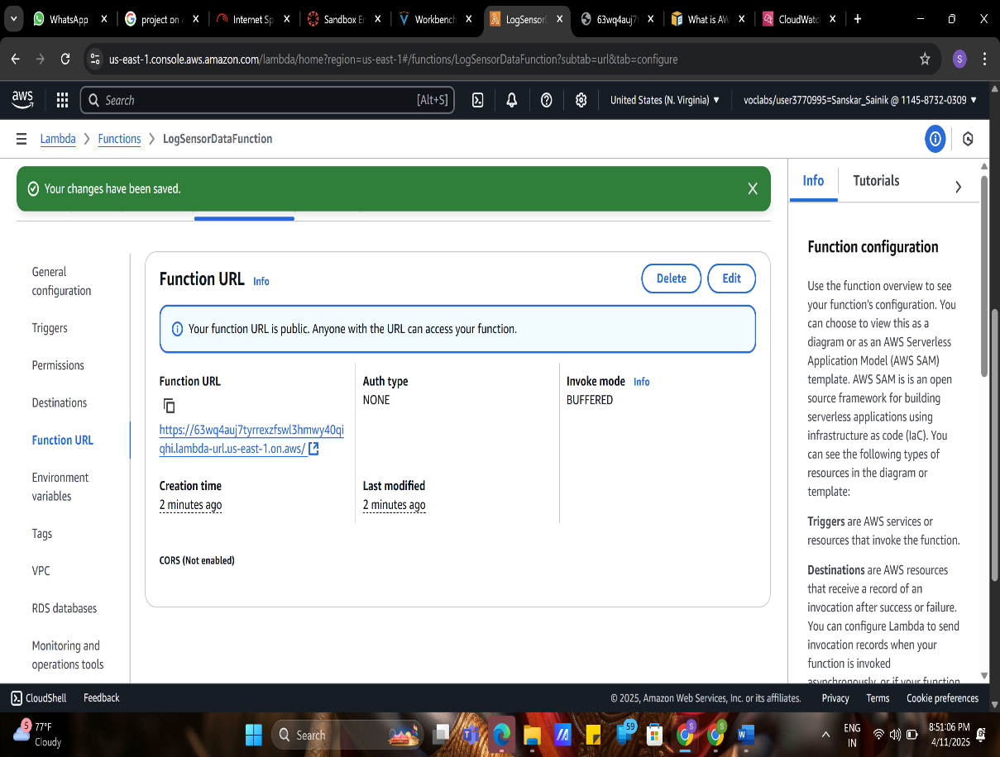 WhatsApp
project on a
Internet Sp
Sandbox En
Workbench
LogSensorD
63wq4auj7t
What is AW
CloudWatc
us-east-1.console.aws.amazon.com/lambda/home?region=us-east-1#/functions/LogSensorDataFunction?subtab=url&tab=configure
S
aws
Search
[Alt+S]
United States (N. Virginia)
voclabs/user3770995=Sanskar_Sainik @ 1145-8732-0309
Lambda
Functions
LogSensorDataFunction
Your changes have been saved.
Info
Tutorials
General
configuration
Triggers
Permissions
Destinations
Function URL
Environment
variables
Tags
VPC
RDS databases
Monitoring and
operations tools
Function URL Info
Delete
Edit
Your function URL is public. Anyone with the URL can access your function.
Function URL
https://63wq4auj7tyrrexzfswl3hmwy40qi
qhi.lambda-url.us-east-1.on.aws/
Auth type
NONE
Invoke mode Info
BUFFERED
Creation time
2 minutes ago
Last modified
2 minutes ago
CORS (Not enabled)
Function configuration
Use the function overview to see
your function's configuration. You
can choose to view this as a
diagram or as an AWS Serverless
Application Model (AWS SAM)
template. AWS SAM is is an open
source framework for building
serverless applications using
infrastructure as code (IaC). You
can see the following types of
resources in the diagram or
template:
Triggers are AWS services or
resources that invoke the function.
Destinations are AWS resources
that receive a record of an
invocation after success or failure.
You can configure Lambda to send
invocation records when your
function is invoked
asynchronously, or if your function
CloudShell
Feedback
© 2025, Amazon Web Services, Inc. or its affiliates.
Privacy
Terms
Cookie preferences
5
77°F
Cloudy
Search
59
S
S
ENG
IN
8:51:06 PM
4/11/2025